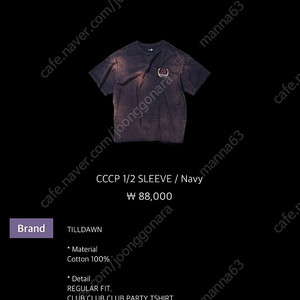 CCCP 1/2 SLEEVE / Navy
₩ 88,000
Brand
TILLDAWN
* Material
Cotton 100%
* Detail
REGULAR FIT.
CLUB CLUB CLUB PARTY TSHIRT
cafe.naver.com/joonggonara
manna63